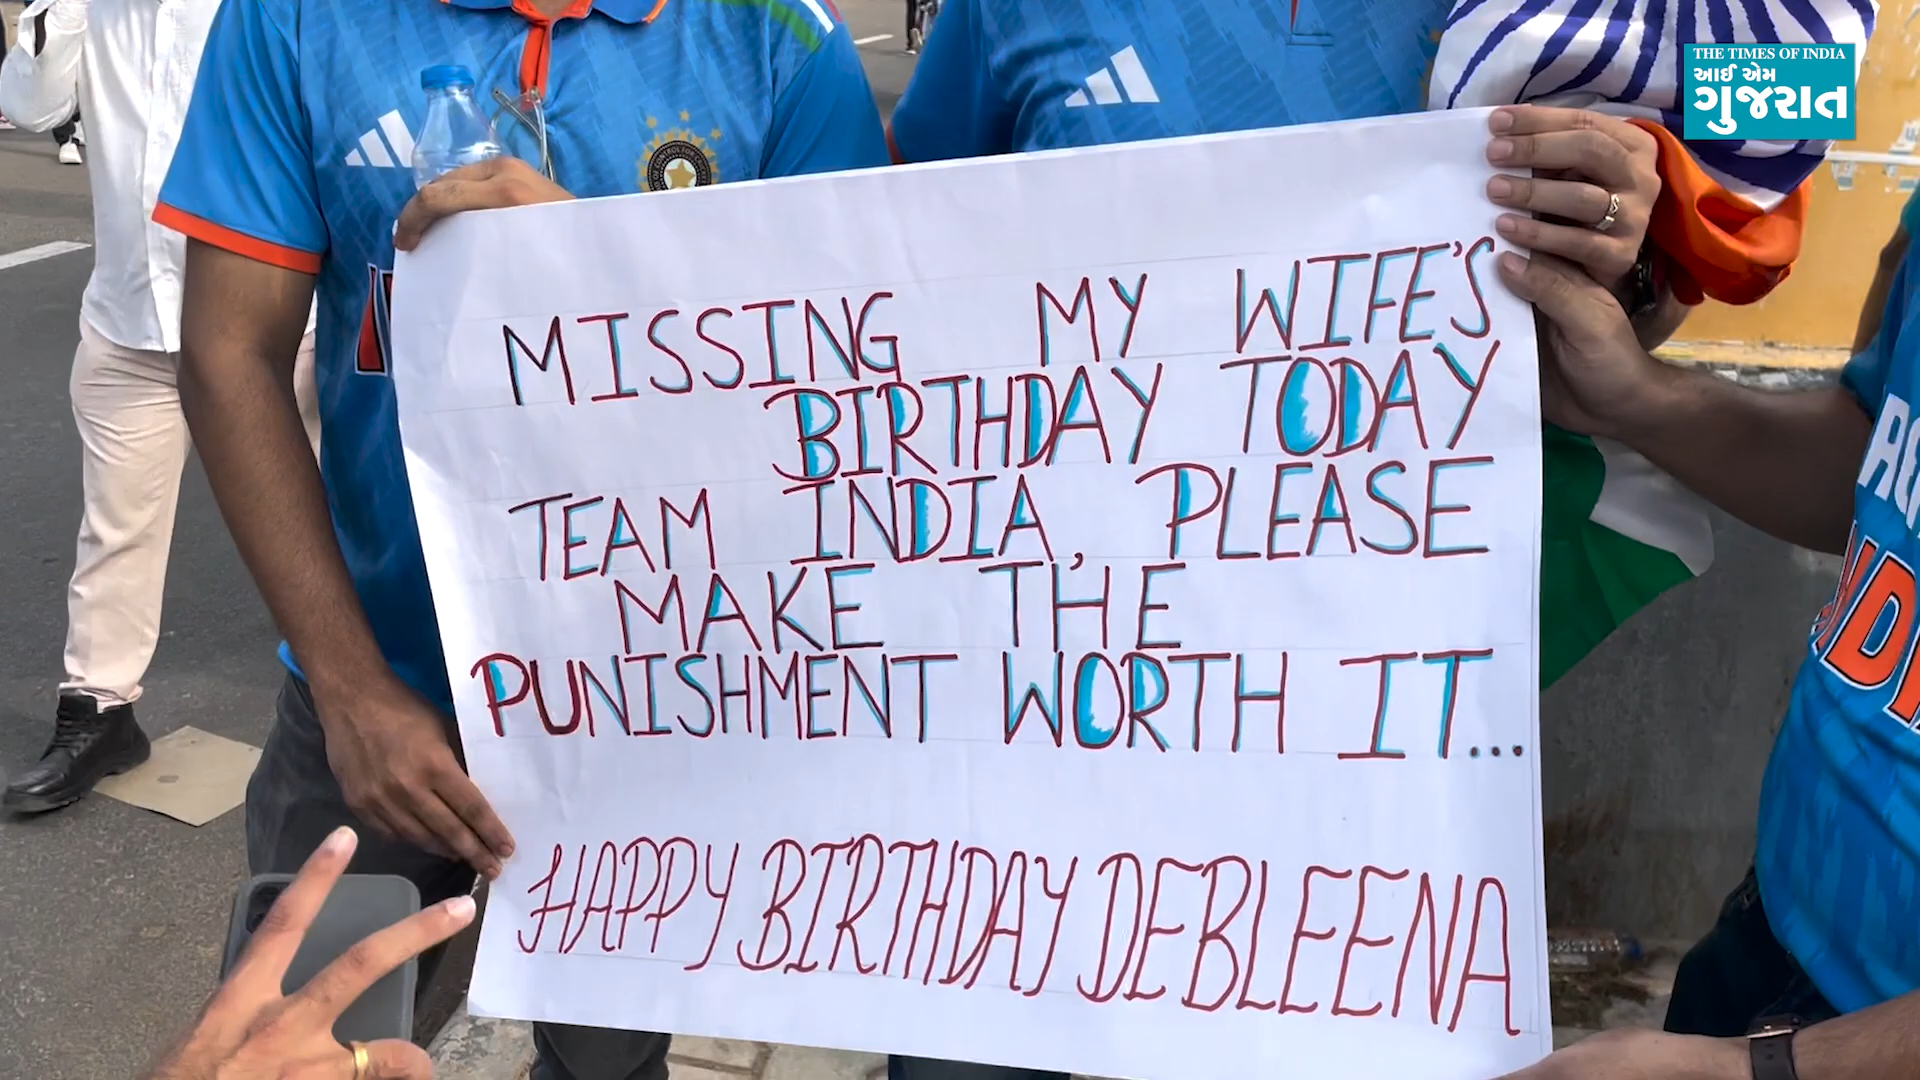 THE TIMES OF INDIA
આઈ એમ
ગુજરાત
MISSING MY WIFE'S
BIRTHDAY TODAY
TEAM INDIA, PLEASE
MAKE THE
PUNISHMENT WORTH IT...
HAPPY BIRTHDAY DEBLEENA